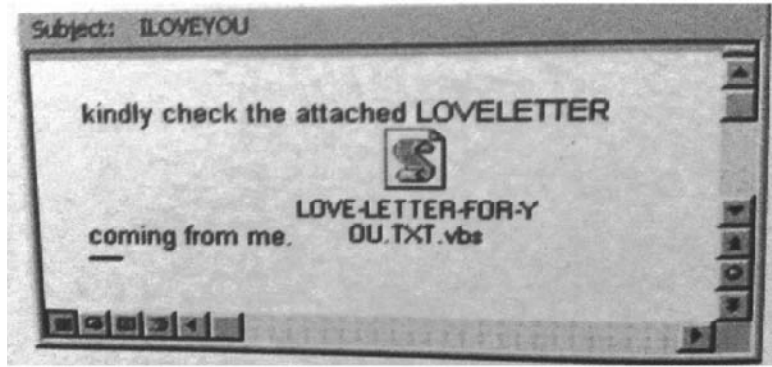 Subject: ILOVEYOU
kindly check the attached LOVELETTER
LOVE-LETTER-FOR-Y
coming from me. OU.TXT.vbs